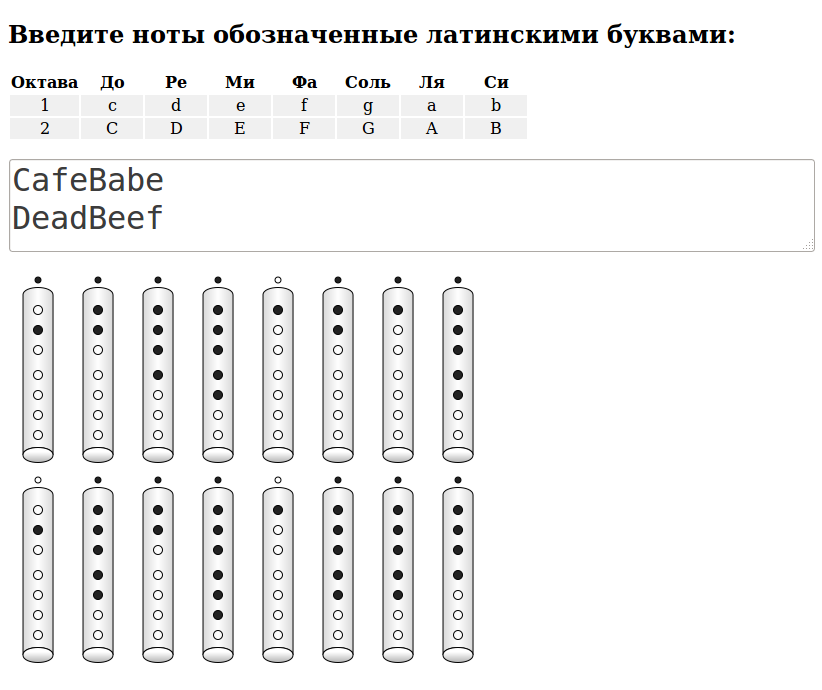 Введите ноты обозначенные латинскими буквами:
Октава До Ре Ми Фа Соль Ля Си
1 c d e f g a b
2 C D E F G A B
CafeBabe
DeadBeef